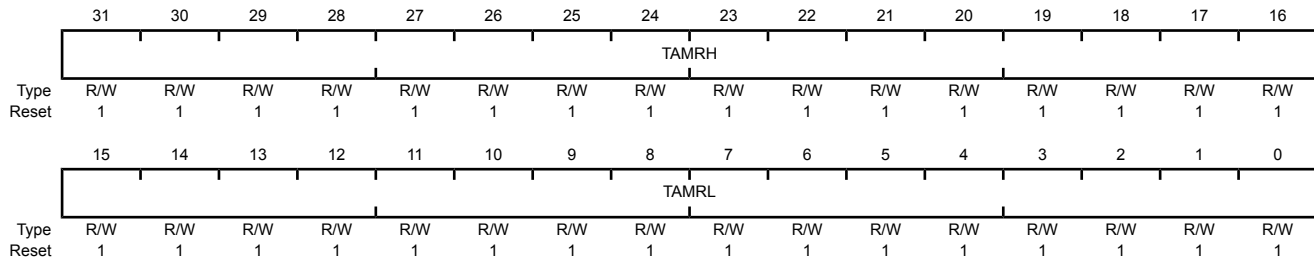 31 30 29 28 27 26 25 24 23 22 21 20 19 18 17 16
TAMRH
Type R/W R/W R/W R/W R/W R/W R/W R/W R/W R/W R/W R/W R/W R/W R/W R/W
Reset 1 1 1 1 1 1 1 1 1 1 1 1 1 1 1 1
15 14 13 12 11 10 9 8 7 6 5 4 3 2 1 0
TAMRL
Type R/W R/W R/W R/W R/W R/W R/W R/W R/W R/W R/W R/W R/W R/W R/W R/W
Reset 1 1 1 1 1 1 1 1 1 1 1 1 1 1 1 1